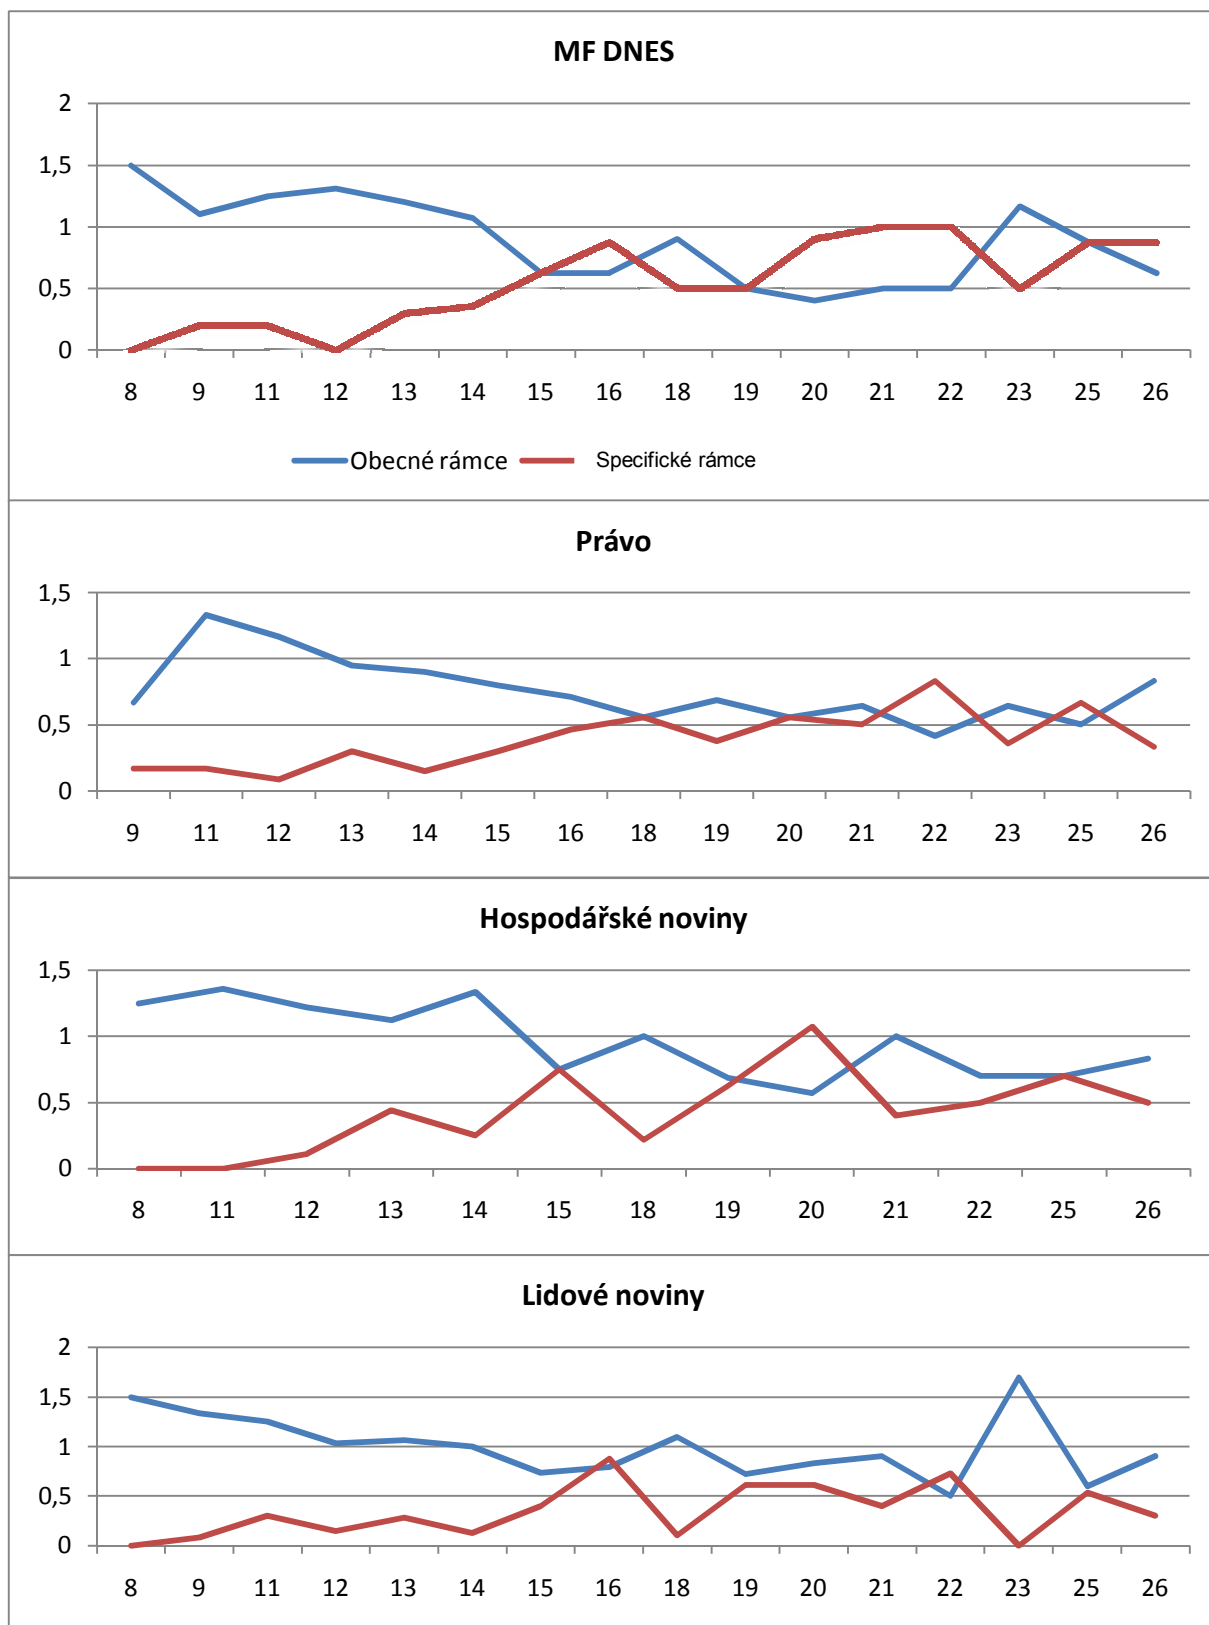 MF DNES
2
1,5
1
0,5
0
8 9 11 12 13 14 15 16 18 19 20 21 22 23 25 26
Obecné rámce Specifické rámce
Právo
1,5
1
0,5
0
9 11 12 13 14 15 16 18 19 20 21 22 23 25 26
Hospodářské noviny
1,5
1
0,5
0
8 11 12 13 14 15 18 19 20 21 22 25 26
Lidové noviny
2
1,5
1
0,5
0
8 9 11 12 13 14 15 16 18 19 20 21 22 23 25 26